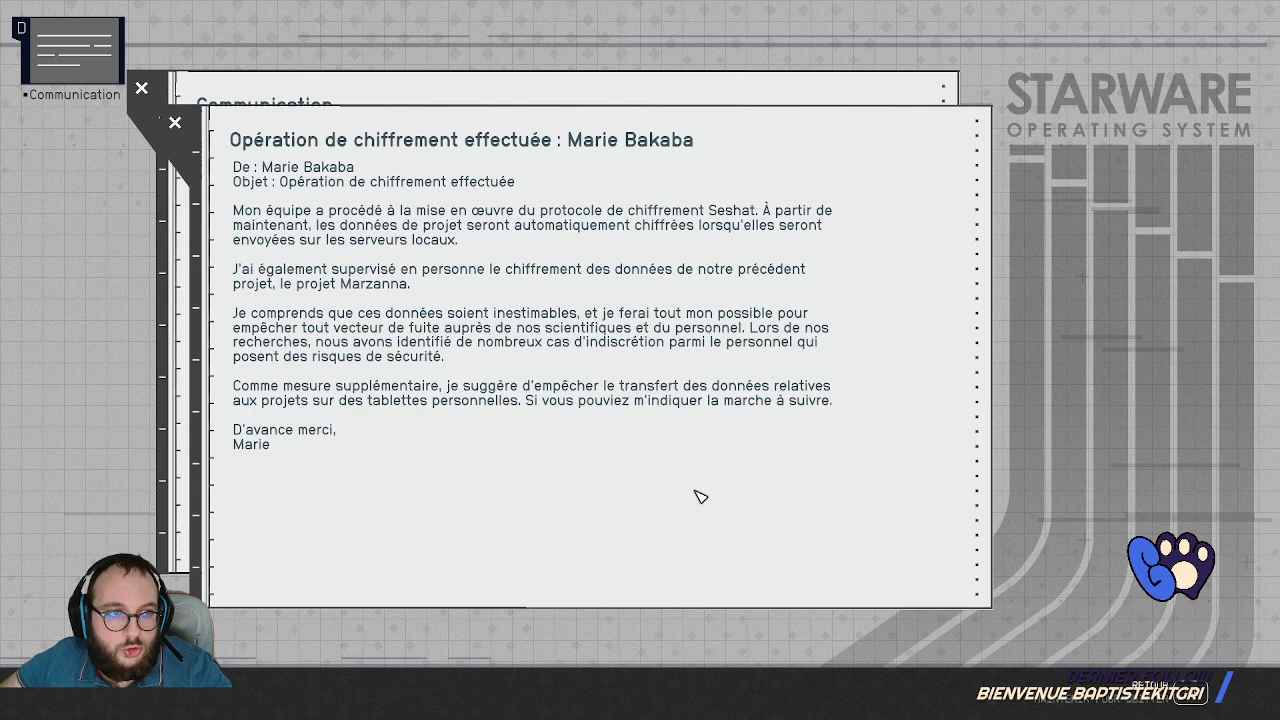 D
Communication
STARWARE
OPERATING SYSTEM
Communication
Opération de chiffrement effectuée : Marie Bakaba
De : Marie Bakaba
Objet : Opération de chiffrement effectuée
Mon équipe a procédé à la mise en œuvre du protocole de chiffrement Seshat. À partir de
maintenant, les données de projet seront automatiquement chiffrées lorsqu'elles seront
envoyées sur les serveurs locaux.
J'ai également supervisé en personne le chiffrement des données de notre précédent
projet, le projet Marzanna.
Je comprends que ces données soient inestimables, et je ferai tout mon possible pour
empêcher tout vecteur de fuite auprès de nos scientifiques et du personnel. Lors de nos
recherches, nous avons identifié de nombreux cas d'indiscrétion parmi le personnel qui
posent des risques de sécurité.
Comme mesure supplémentaire, je suggère d'empêcher le transfert des données relatives
aux projets sur des tablettes personnelles. Si vous pouviez m'indiquer la marche à suivre.
D'avance merci,
Marie
DERNIER FOLLOW
RETOUR
BIENVENUE BAPTISTEKITGRI
MAINTENIR POUR QUITTER